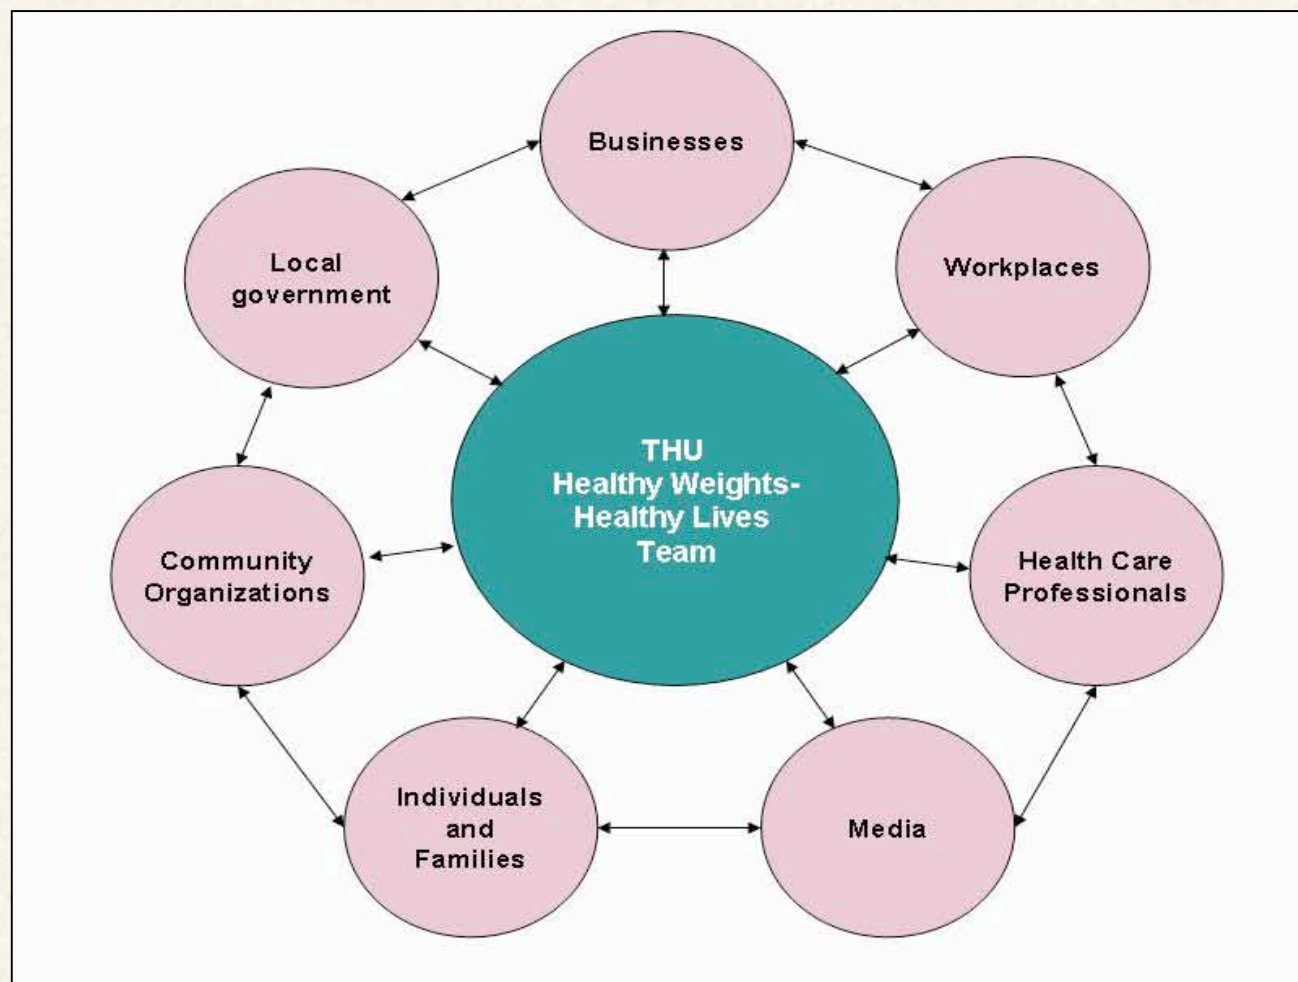 Businesses
Workplaces
Local
government
THU
Healthy Weights-
Healthy Lives
Team
Community
Organizations
Health Care
Professionals
Individuals
and
Families
Media